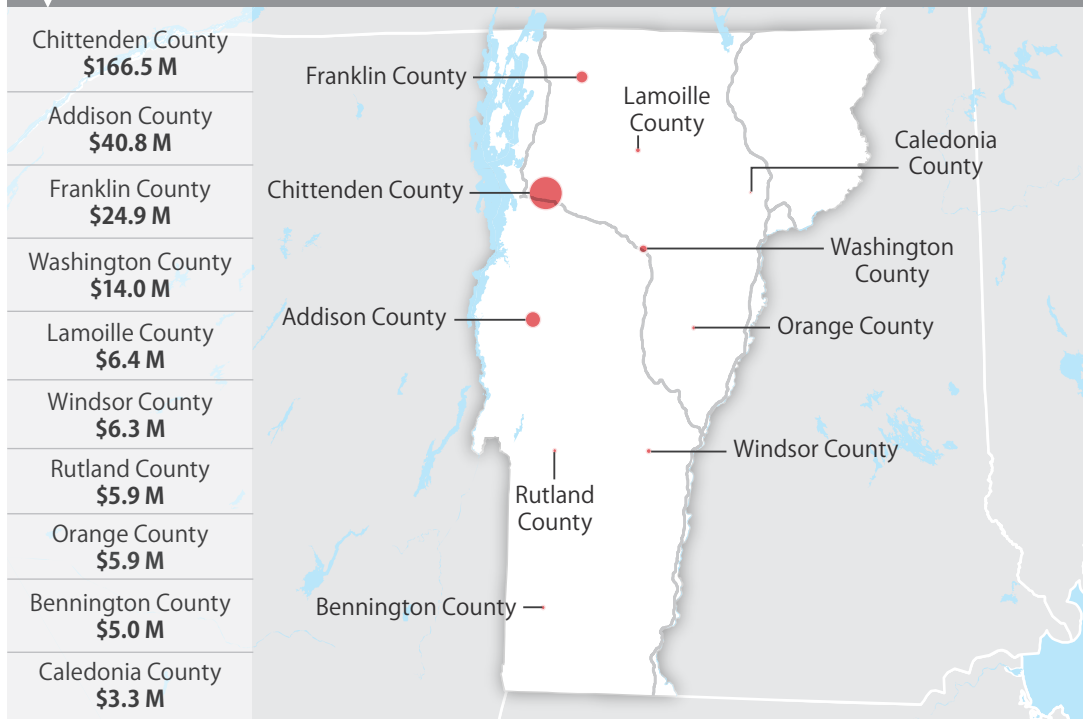 Chittenden County
$166.5 M
Addison County
$40.8 M
Franklin County
$24.9 M
Washington County
$14.0 M
Lamoille County
$6.4 M
Windsor County
$6.3 M
Rutland County
$5.9 M
Orange County
$5.9 M
Bennington County
$5.0 M
Caledonia County
$3.3 M
Franklin County
Lamoille
County
Caledonia
County
Chittenden County
Washington
County
Addison County
Orange County
Windsor County
Rutland
County
Bennington County